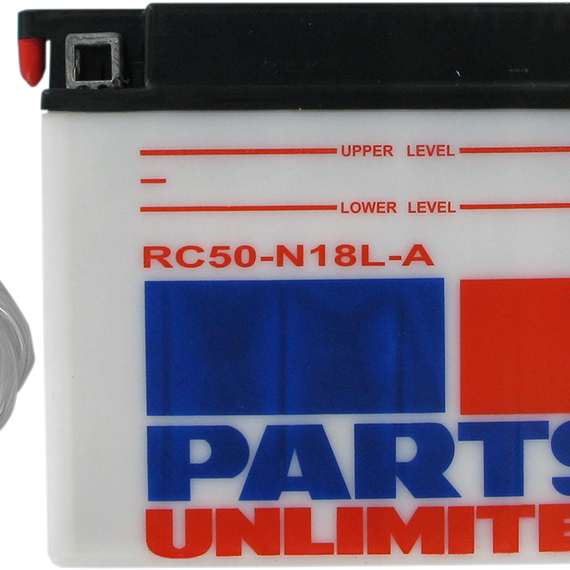 UPPER LEVEL
LOWER LEVEL
RC50-N18L-A
PARTS
UNLIMITE